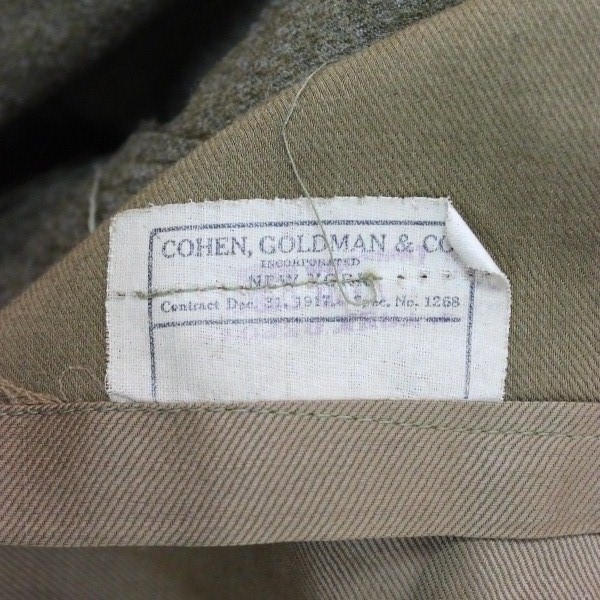 COHEN, GOLDMAN & CO
INCORPORATED
NEW YORK
Contract Dec. 31, 1917. Spec. No. 1268